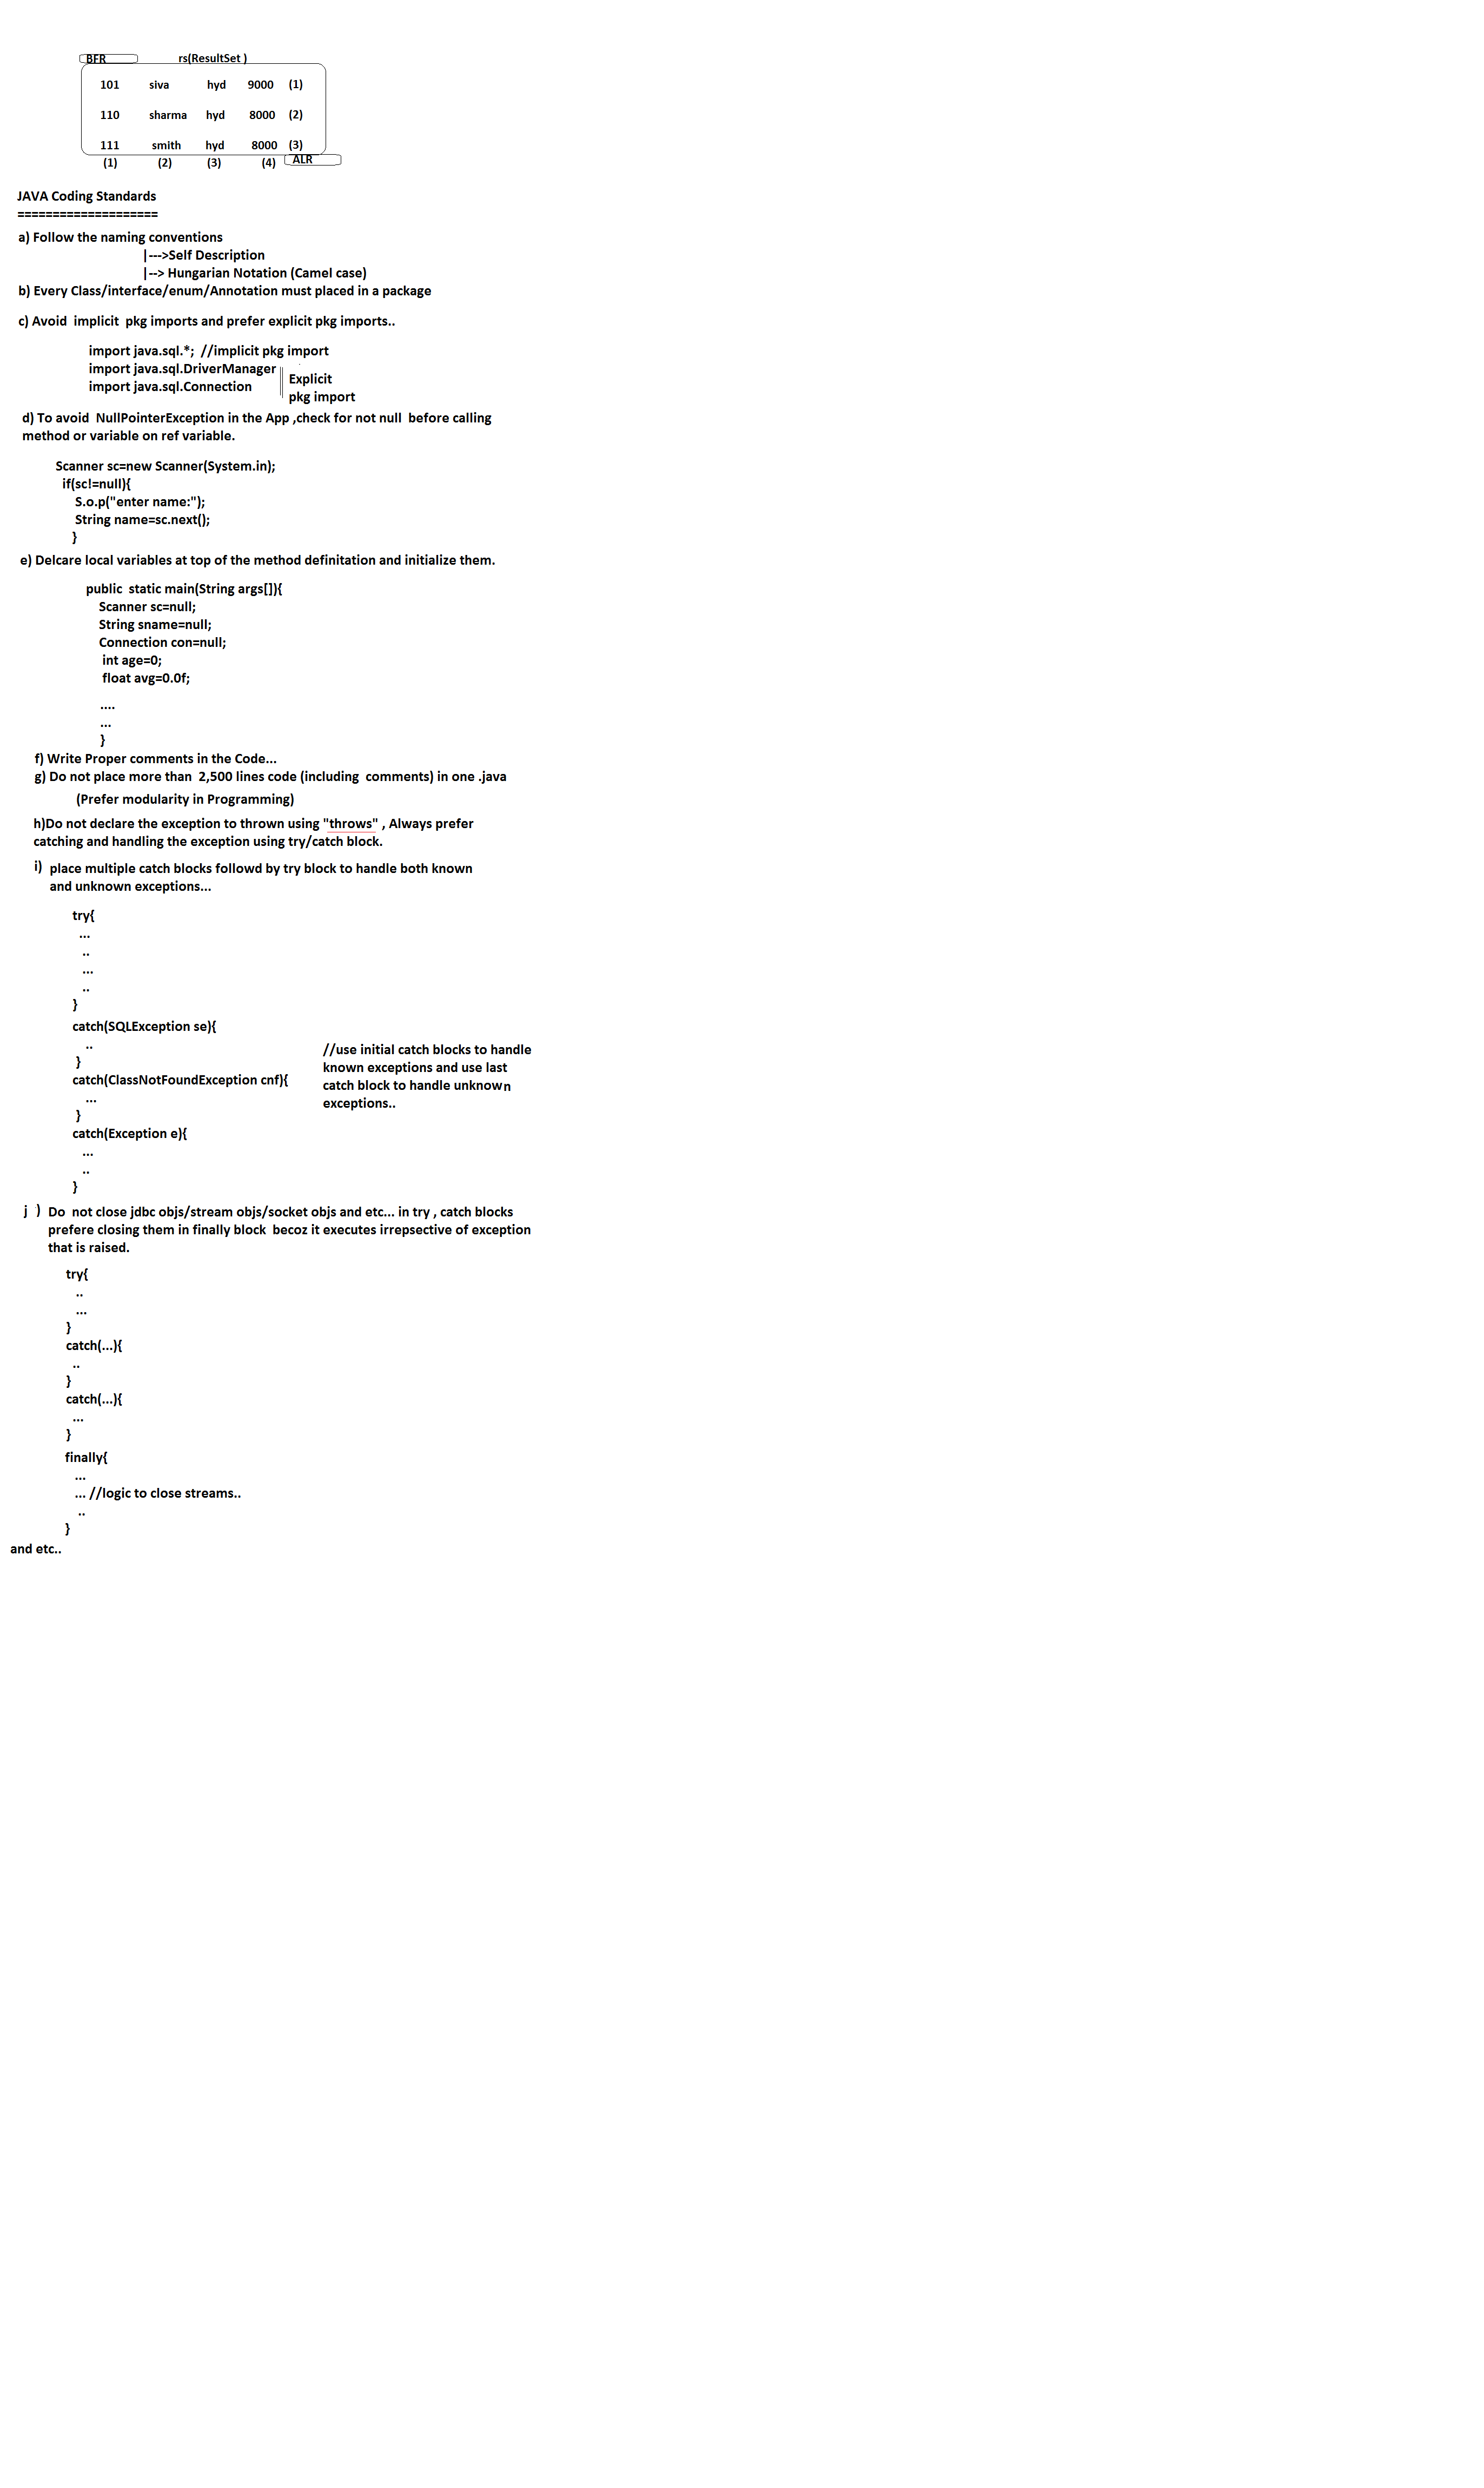 BFR rs(ResultSet )
101 siva hyd 9000 (1)
110 sharma hyd 8000 (2)
111 smith hyd 8000 (3)
(1) (2) (3) (4) ALR
JAVA Coding Standards
====================
a) Follow the naming conventions
|--->Self Description
|--> Hungarian Notation (Camel case)
b) Every Class/interface/enum/Annotation must placed in a package
c) Avoid implicit pkg imports and prefer explicit pkg imports..
import java.sql.*; //implicit pkg import
import java.sql.DriverManager
import java.sql.Connection
Explicit
pkg import
d) To avoid NullPointerException in the App ,check for not null before calling
method or variable on ref variable.
Scanner sc=new Scanner(System.in);
if(sc!=null){
S.o.p("enter name:");
String name=sc.next();
}
e) Delcare local variables at top of the method definitation and initialize them.
public static main(String args[]){
Scanner sc=null;
String sname=null;
Connection con=null;
int age=0;
float avg=0.0f;
....
...
}
f) Write Proper comments in the Code...
g) Do not place more than 2,500 lines code (including comments) in one .java
(Prefer modularity in Programming)
h)Do not declare the exception to thrown using "throws" , Always prefer
catching and handling the exception using try/catch block.
i) place multiple catch blocks followd by try block to handle both known
and unknown exceptions...
try{
...
..
...
..
}
catch(SQLException se){
..
}
catch(ClassNotFoundException cnf){
...
}
catch(Exception e){
...
..
}
//use initial catch blocks to handle
known exceptions and use last
catch block to handle unknown
exceptions..
j ) Do not close jdbc objs/stream objs/socket objs and etc... in try , catch blocks
prefere closing them in finally block becoz it executes irrepsective of exception
that is raised.
try{
..
...
}
catch(...){
..
}
catch(...){
...
}
finally{
...
... //logic to close streams..
..
}
and etc..